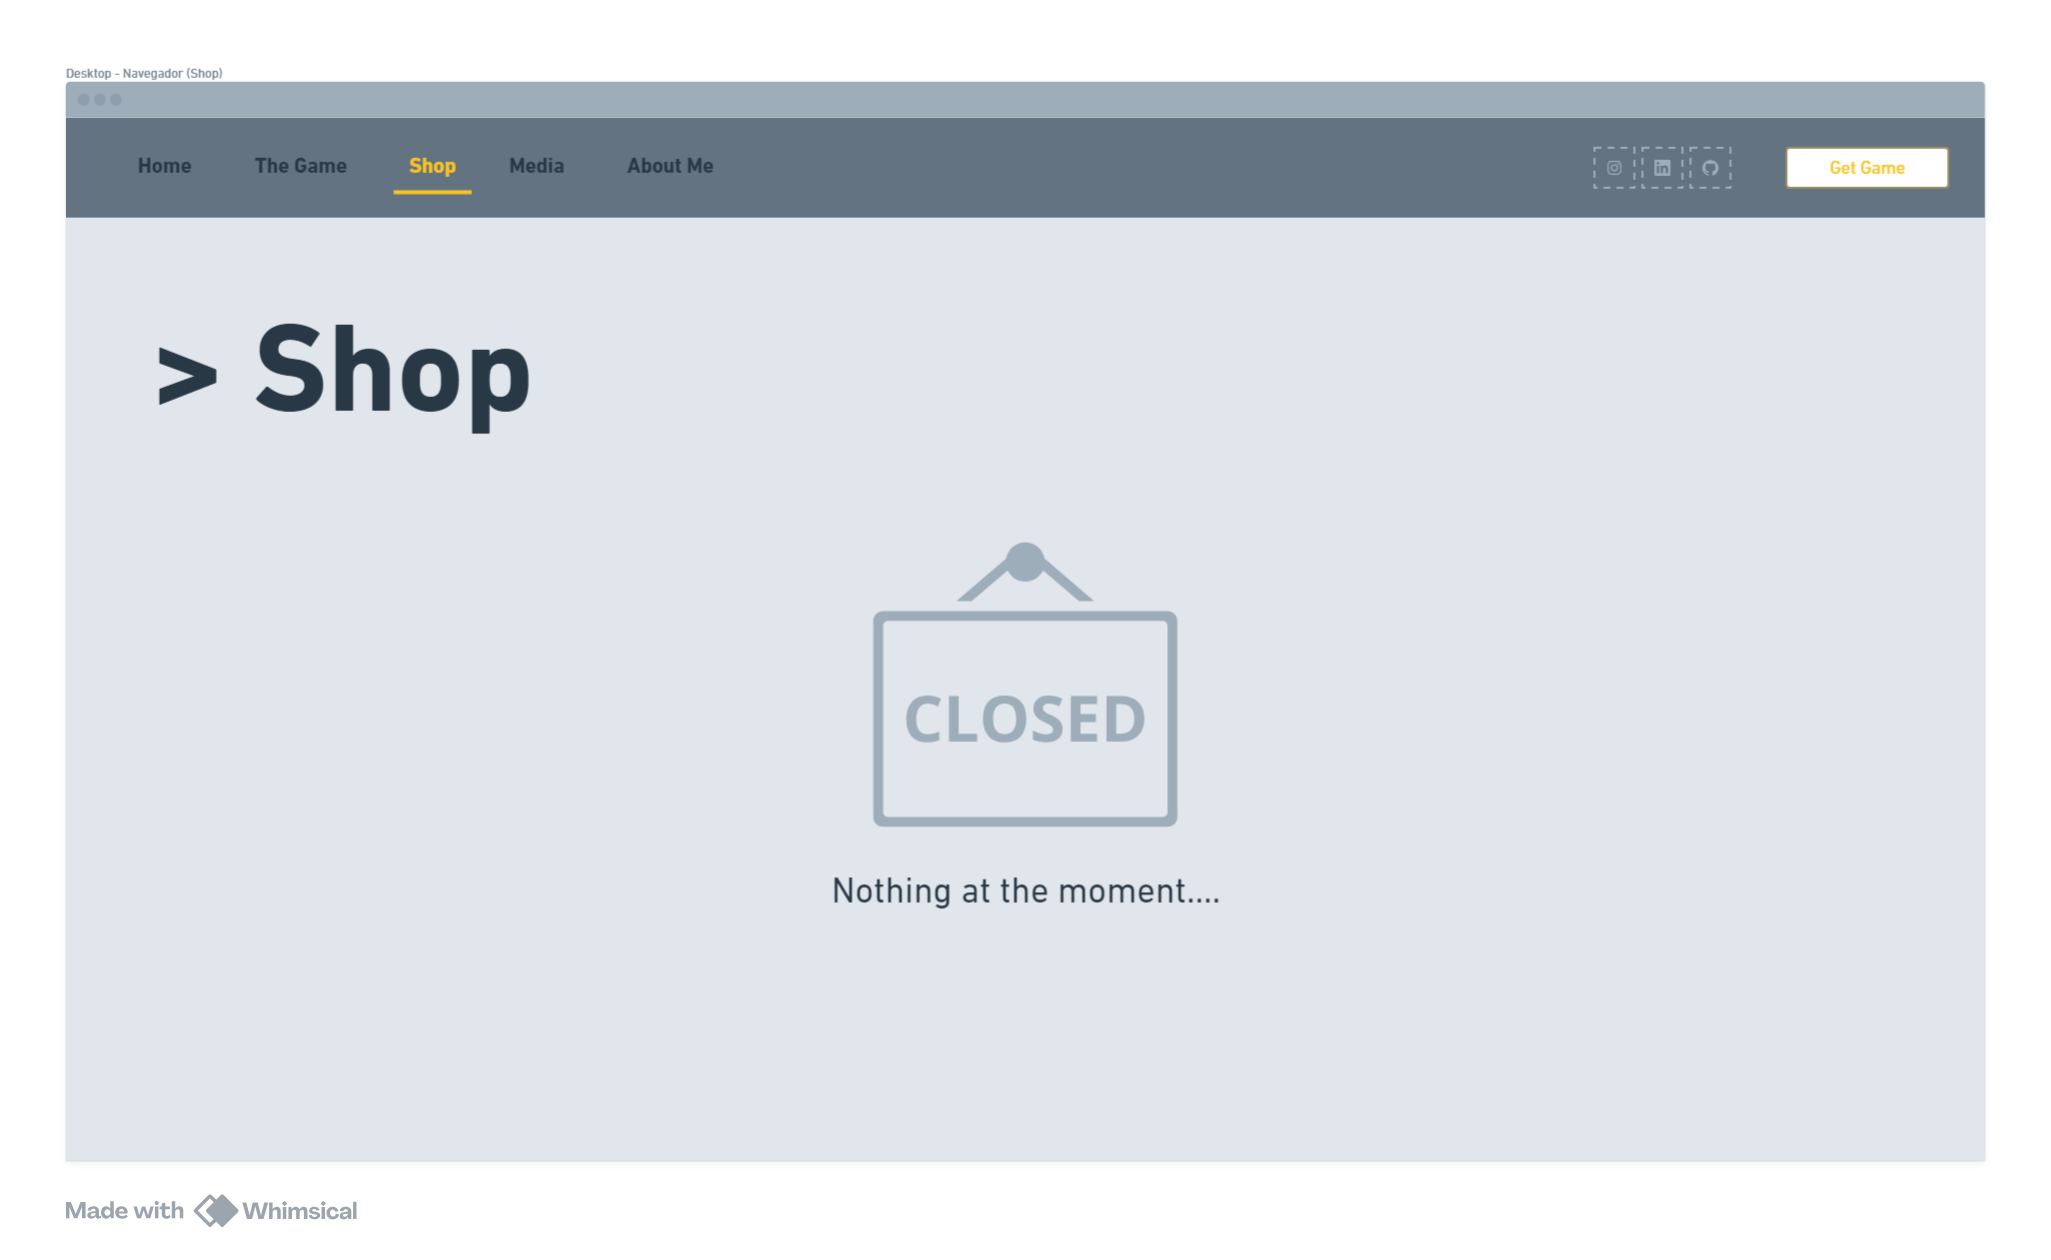 Desktop - Navegador (Shop)
Home The Game Shop Media About Me Get Game
> Shop
CLOSED
Nothing at the moment....
Made with Whimsical